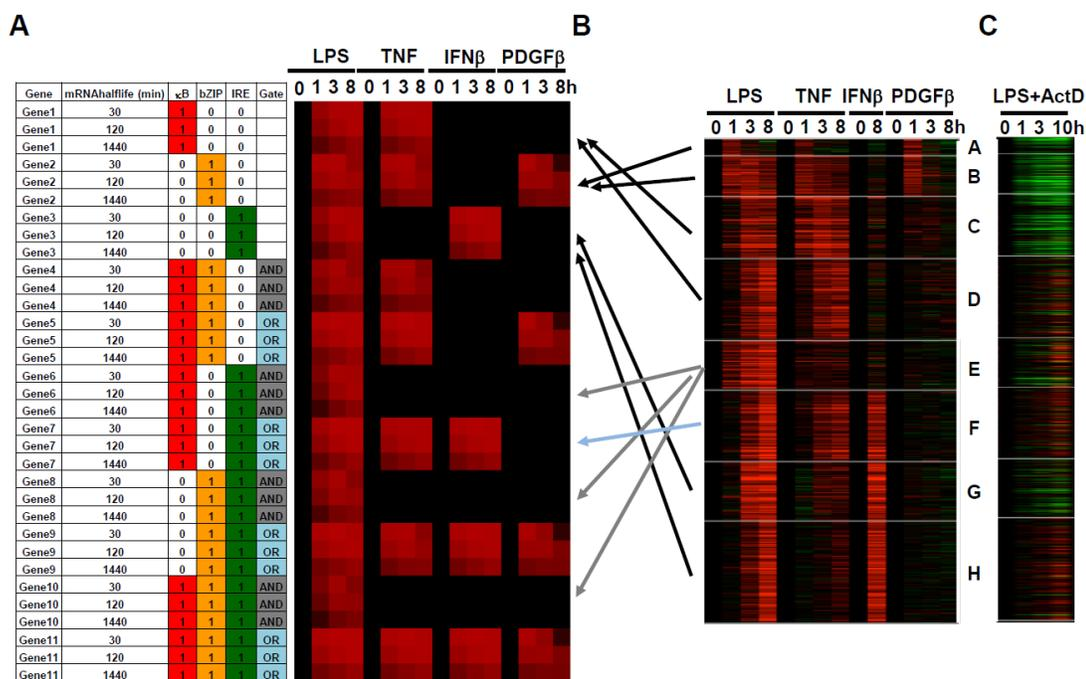 A B C
LPS TNF IFNβ PDGFβ
0 1 3 8 0 1 3 8 0 1 3 8 0 1 3 8h
Gene mRNAhalflife (min) κB bZIP IRE Gate
Gene1 30 1 0 0
Gene1 120 1 0 0
Gene1 1440 1 0 0
Gene2 30 0 1 0
Gene2 120 0 1 0
Gene2 1440 0 1 0
Gene3 30 0 0 1
Gene3 120 0 0 1
Gene3 1440 0 0 1
Gene4 30 1 1 0 AND
Gene4 120 1 1 0 AND
Gene4 1440 1 1 0 AND
Gene5 30 1 1 0 OR
Gene5 120 1 1 0 OR
Gene5 1440 1 1 0 OR
Gene6 30 1 0 1 AND
Gene6 120 1 0 1 AND
Gene6 1440 1 0 1 AND
Gene7 30 1 0 1 OR
Gene7 120 1 0 1 OR
Gene7 1440 1 0 1 OR
Gene8 30 0 1 1 AND
Gene8 120 0 1 1 AND
Gene8 1440 0 1 1 AND
Gene9 30 0 1 1 OR
Gene9 120 0 1 1 OR
Gene9 1440 0 1 1 OR
Gene10 30 1 1 1 AND
Gene10 120 1 1 1 AND
Gene10 1440 1 1 1 AND
Gene11 30 1 1 1 OR
Gene11 120 1 1 1 OR
Gene11 1440 1 1 1 OR
LPS TNF IFNβ PDGFβ
0 1 3 8 0 1 3 8 0 8 0 1 3 8h
A
B
C
D
E
F
G
H
LPS+ActD
0 1 3 10h